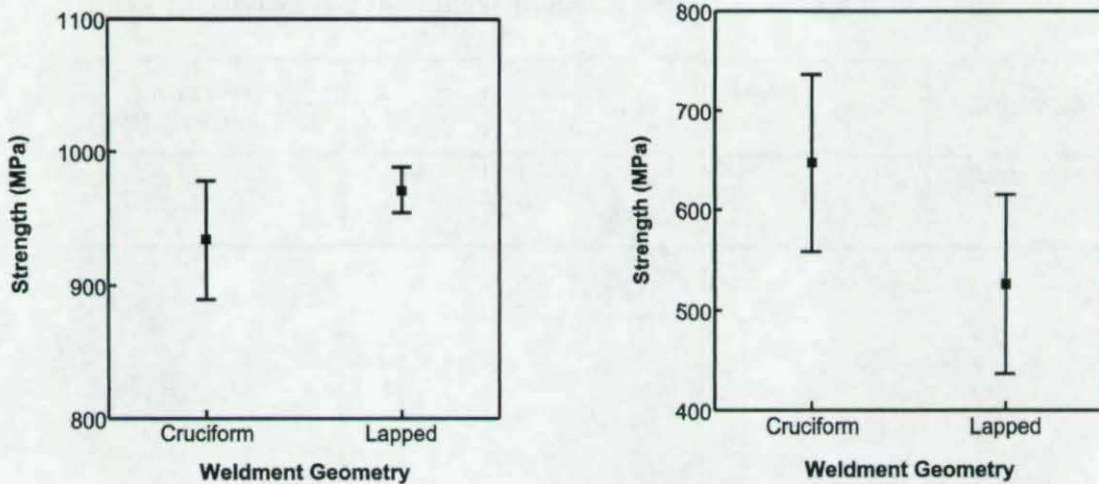 1100
1000
900
800
Strength (MPa)
Cruciform
Lapped
Weldment Geometry
800
700
600
500
400
Strength (MPa)
Cruciform
Lapped
Weldment Geometry